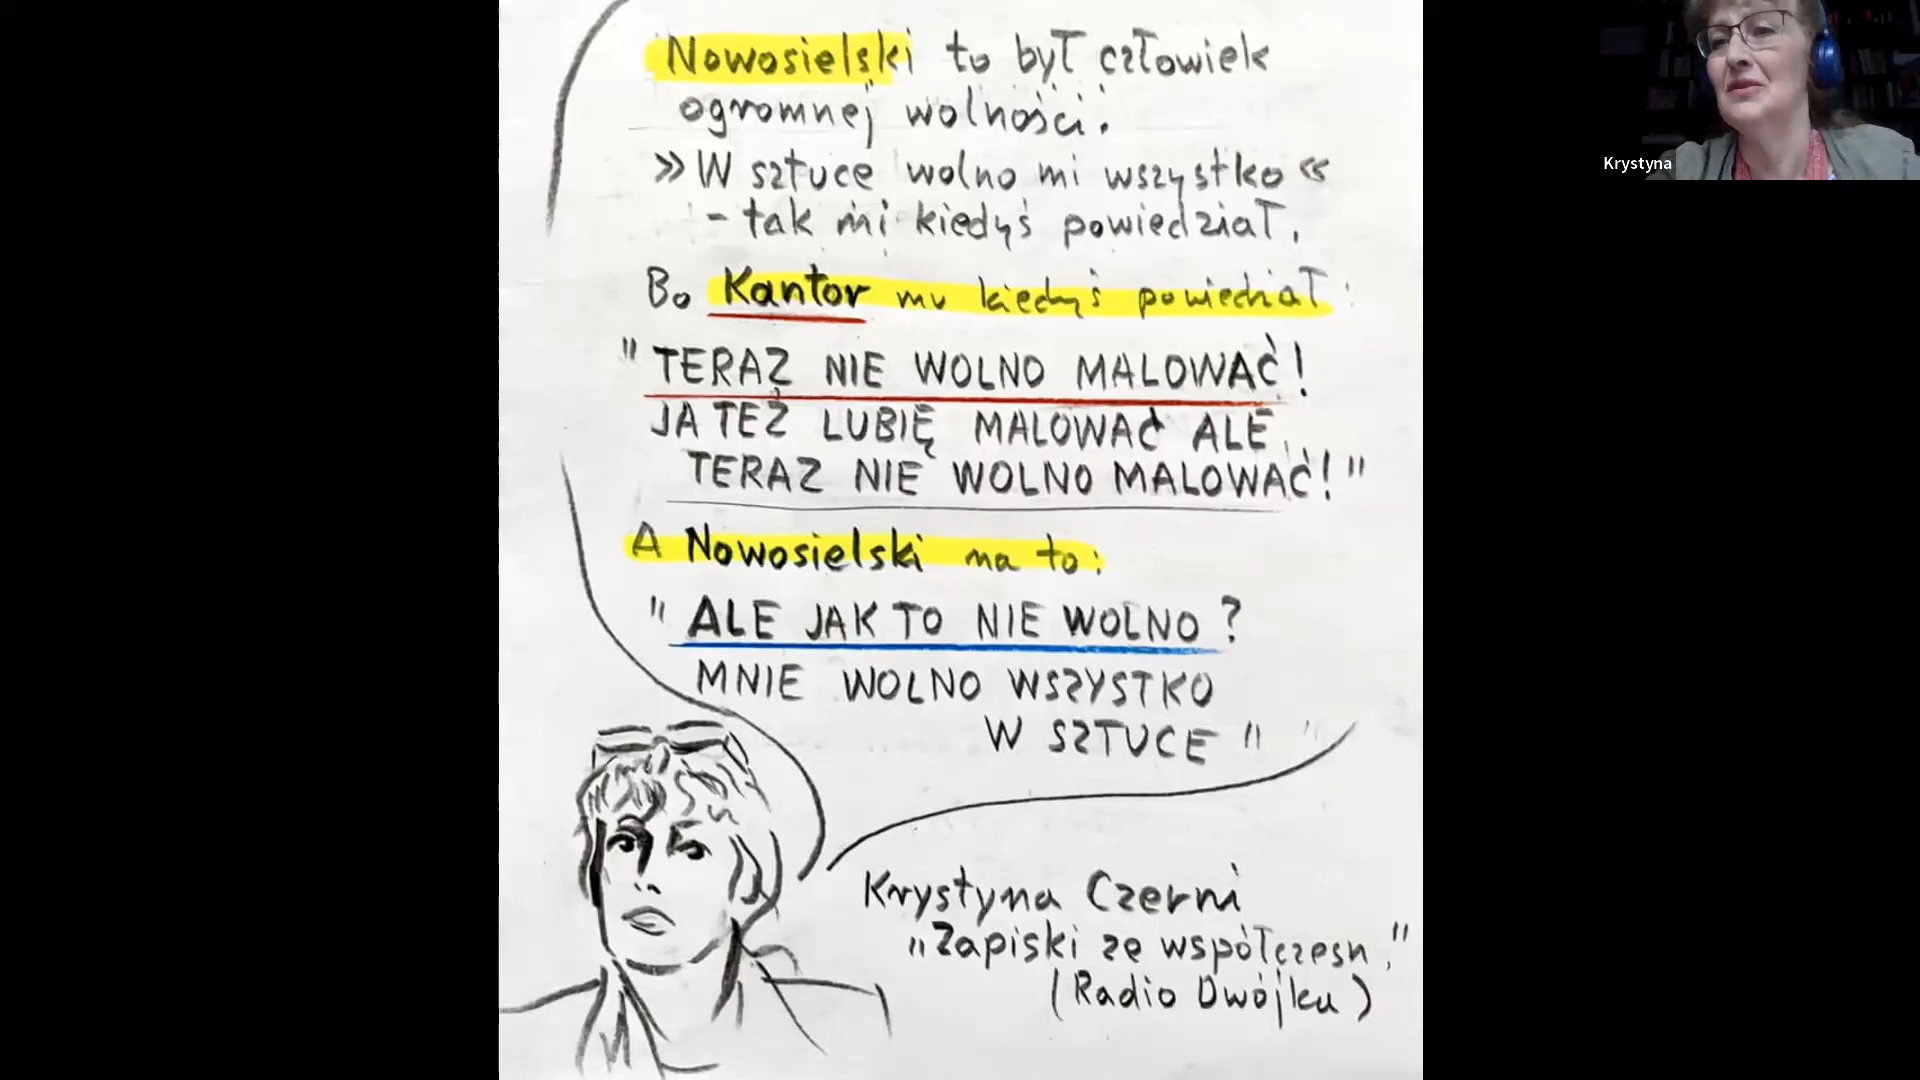 Nowosielski to był człowiek
ogromnej wolności.
»W sztuce wolno mi wszystko«
- tak mi kiedyś powiedział.
Bo Kantor mu kiedyś powiedział:
"TERAZ NIE WOLNO MALOWAĆ!
JA TEŻ LUBIĘ MALOWAĆ ALE
TERAZ NIE WOLNO MALOWAĆ!"
A Nowosielski na to:
"ALE JAK TO NIE WOLNO?
MNIE WOLNO WSZYSTKO
W SZTUCE"
Krystyna Czerni
„Zapiski ze współczesn."
(Radio Dwójka)
Krystyna